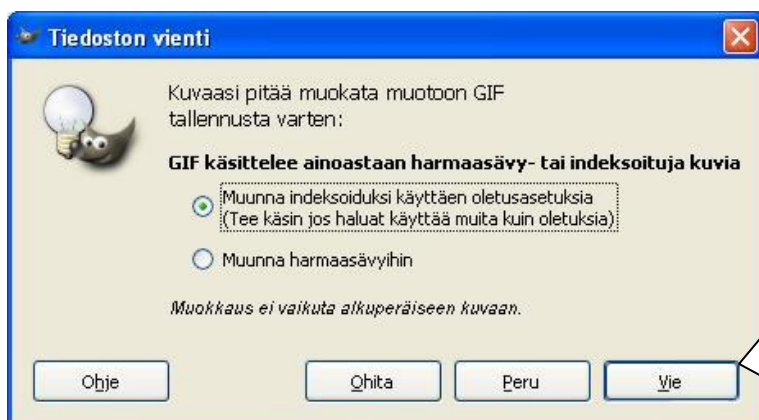 Tiedoston vienti
Kuvaasi pitää muokata muotoon GIF
tallennusta varten:
GIF käsittelee ainoastaan harmaasävy- tai indeksoituja kuvia
Muunna indeksoiduksi käyttäen oletusasetuksia
(Tee käsin jos haluat käyttää muita kuin oletuksia)
Muunna harmaasävyihin
Muokkaus ei vaikuta alkuperäiseen kuvaan.
Ohje Ohita Peru Vie